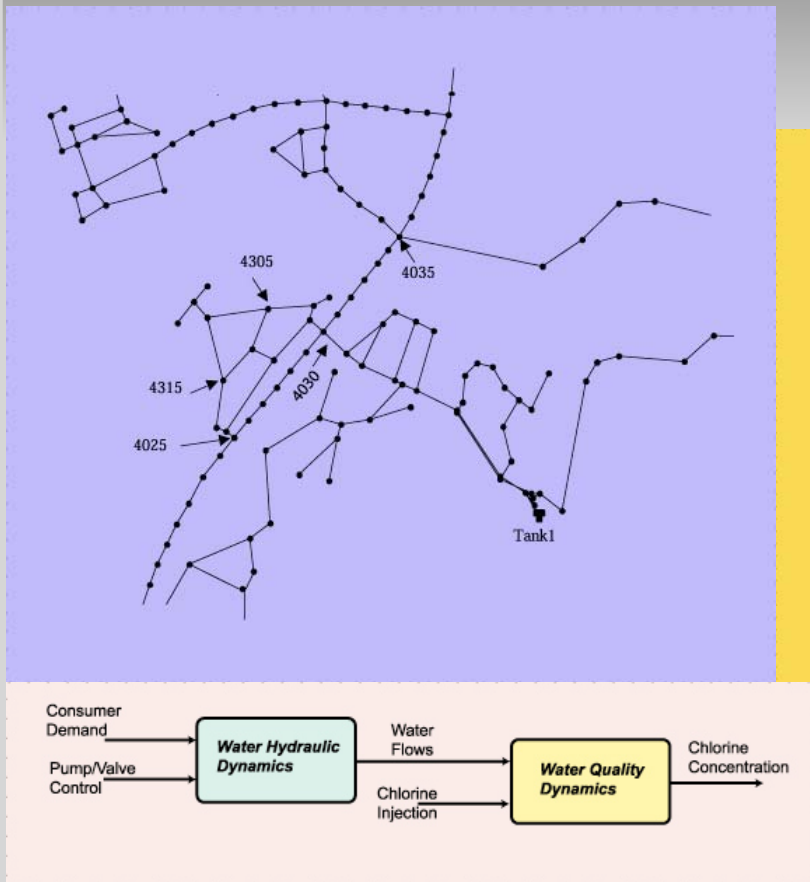 4305
4035
4315
4030
4025
Tank1
Consumer
Demand
Pump/Valve
Control
Water Hydraulic
Dynamics
Water
Flows
Chlorine
Injection
Water Quality
Dynamics
Chlorine
Concentration